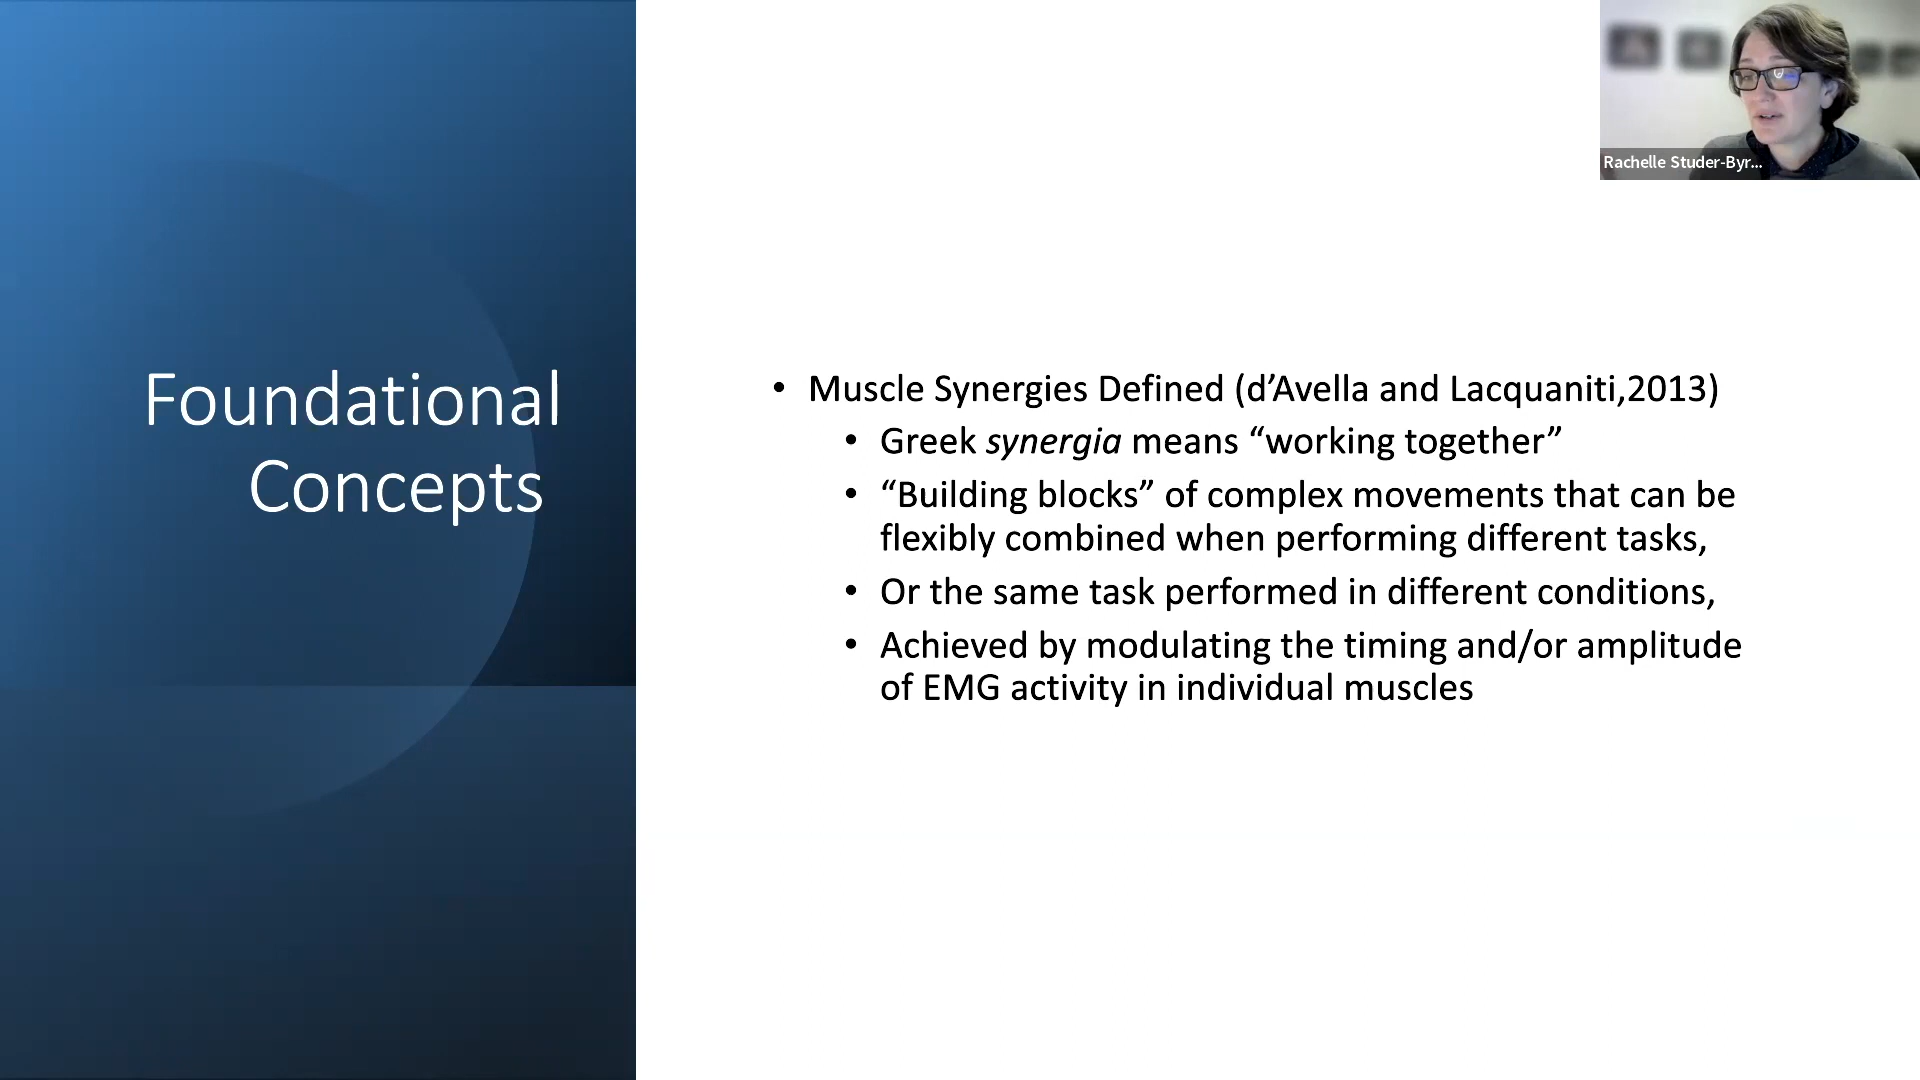 Foundational
Concepts
• Muscle Synergies Defined (d’Avella and Lacquaniti,2013)
• Greek synergia means “working together”
• “Building blocks” of complex movements that can be
flexibly combined when performing different tasks,
• Or the same task performed in different conditions,
• Achieved by modulating the timing and/or amplitude
of EMG activity in individual muscles
Rachelle Studer-Byr...